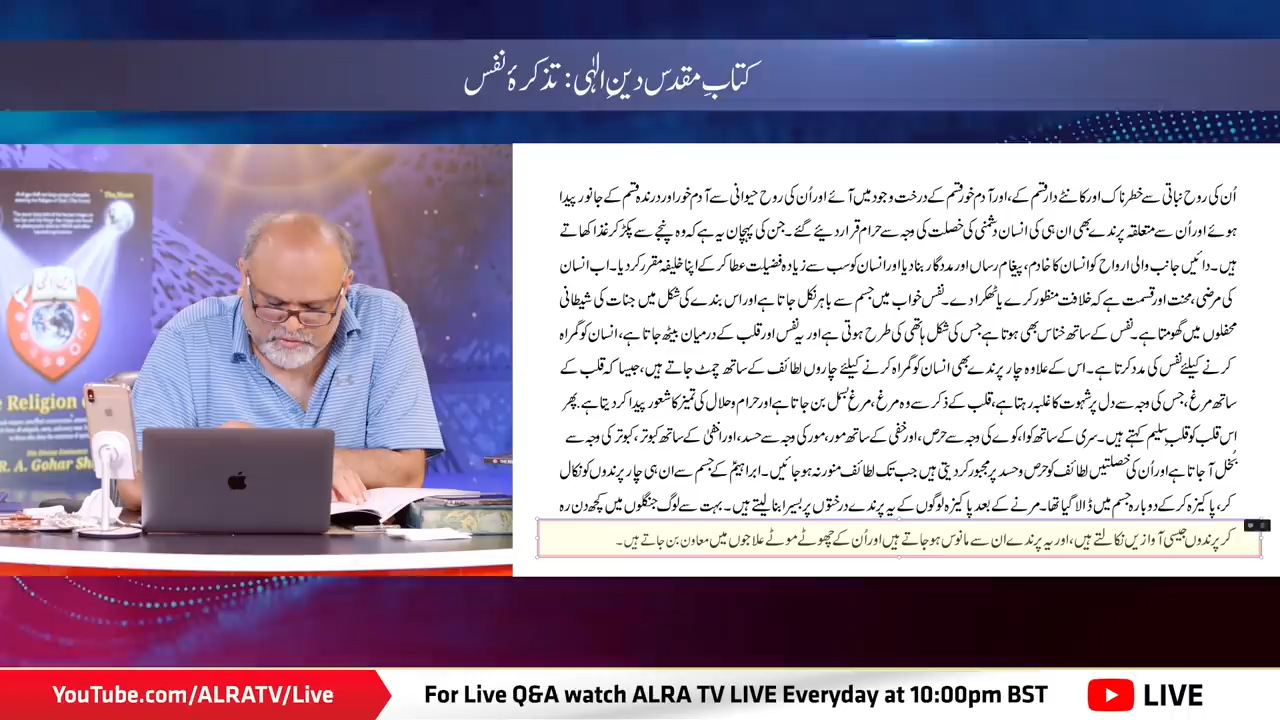 کتابِ مقدس دینِ الٰہی: تذکرۂ نفس
اُن کی روح نباتی سے خطرناک اور کانٹے دار قسم کے، اور آدم خور قسم کے درخت وجود میں آئے اور اُن کی روح حیوانی سے آدم خور اور درندہ قسم کے جانور پیدا
ہوئے اور اُن سے متعلقہ پرندے بھی ان ہی کی انسان دشمنی کی خصلت کی وجہ سے حرام قرار دیئے گئے۔ جن کی پہچان یہ ہے کہ وہ پنجے سے پکڑ کر غذا کھاتے
ہیں۔ دائیں جانب والی ارواح کو انسان کا خادم، پیغام رساں اور مددگار بنادیا اور انسان کو سب سے زیادہ فضیلت عطا کر کے اپنا خلیفہ مقرر کردیا۔ اب انسان
کی مرضی، محنت اور قسمت ہے کہ خلافت منظور کرے یا ٹھکرا دے۔ نفس خواب میں جسم سے باہر نکل جاتا ہے اور اس بندے کی شکل میں جنات کی شیطانی
محفلوں میں گھومتا ہے۔ نفس کے ساتھ خناس بھی ہوتا ہے جس کی شکل ہاتھی کی طرح ہوتی ہے اور یہ نفس اور قلب کے درمیان بیٹھ جاتا ہے، انسان کو گمراہ
کرنے کیلئے نفس کی مدد کرتا ہے۔ اس کے علاوہ چار پرندے بھی انسان کو گمراہ کرنے کیلئے چاروں لطائف کے ساتھ چمٹ جاتے ہیں، جیسا کہ قلب کے
ساتھ مرغ، جس کی وجہ سے دل پر شہوت کا غلبہ رہتا ہے، قلب کے ذکر سے وہ مرغ، مرغِ بسمل بن جاتا ہے اور حرام و حلال کی تمیز کا شعور پیدا کردیتا ہے۔ پھر
اس قلب کو قلبِ سلیم کہتے ہیں۔ سری کے ساتھ کوا، کوے کی وجہ سے حرص، اور خفی کے ساتھ مور، مور کی وجہ سے حسد، اور اخفیٰ کے ساتھ کبوتر، کبوتر کی وجہ سے
بُخل آ جاتا ہے اور اُن کی خصلتیں لطائف کو حرص و حسد پر مجبور کر دیتی ہیں جب تک لطائف منور نہ ہو جائیں۔ ابراہیمؑ کے جسم سے ان ہی چار پرندوں کو نکال
کر، پاکیزہ کر کے دوبارہ جسم میں ڈالا گیا تھا۔ مرنے کے بعد پاکیزہ لوگوں کے یہ پرندے درختوں پر بسیرا بنا لیتے ہیں۔ بہت سے لوگ جنگلوں میں کچھ دن رہ
کر پرندوں جیسی آوازیں نکالتے ہیں، اور یہ پرندے ان سے مانوس ہو جاتے ہیں اور اُن کے چھوٹے موٹے علاجوں میں معاون بن جاتے ہیں۔
The Moon
e Religion
R. A. Gohar Sh
YouTube.com/ALRATV/Live
For Live Q&A watch ALRA TV LIVE Everyday at 10:00pm BST
LIVE